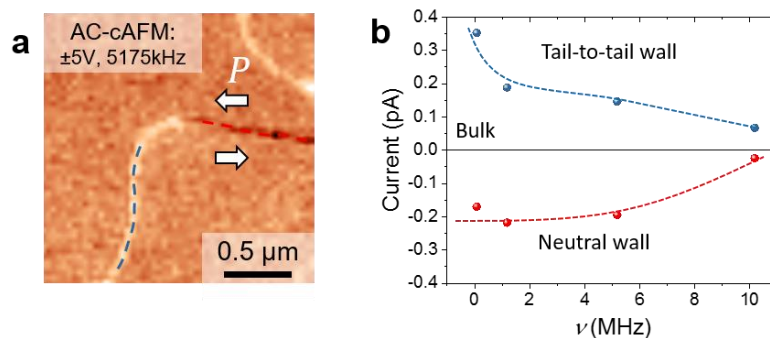 a
AC-cAFM:
±5V, 5175kHz
P
0.5 µm
b
Current (pA)
0.4
0.3
0.2
0.1
0.0
-0.1
-0.2
-0.3
-0.4
Tail-to-tail wall
Bulk
Neutral wall
0 2 4 6 8 10
ν (MHz)